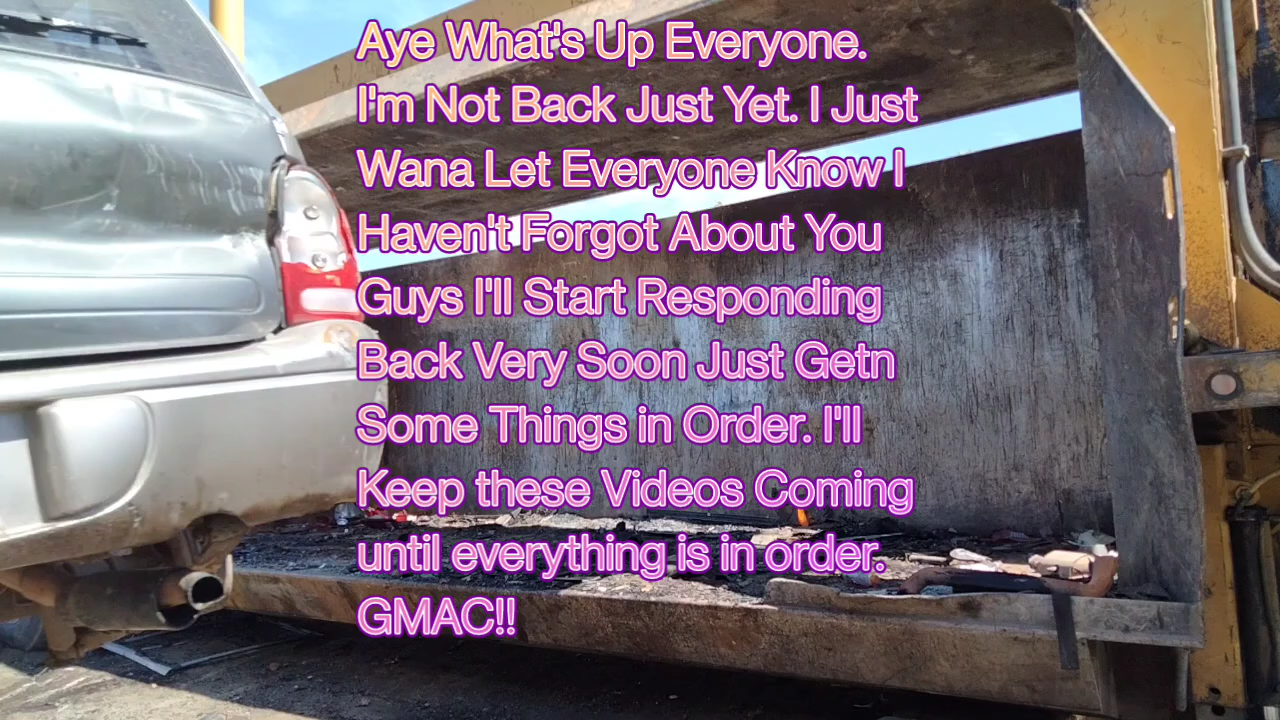 Aye What's Up Everyone.
I'm Not Back Just Yet. I Just
Wana Let Everyone Know I
Haven't Forgot About You
Guys I'll Start Responding
Back Very Soon Just Getn
Some Things in Order. I'll
Keep these Videos Coming
until everything is in order.
GMAC!!